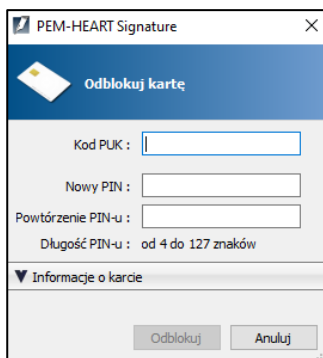 PEM-HEART Signature
Odblokuj kartę
Kod PUK :
Nowy PIN :
Powtórzenie PIN-u :
Długość PIN-u : od 4 do 127 znaków
Informacje o karcie
Odblokuj Anuluj